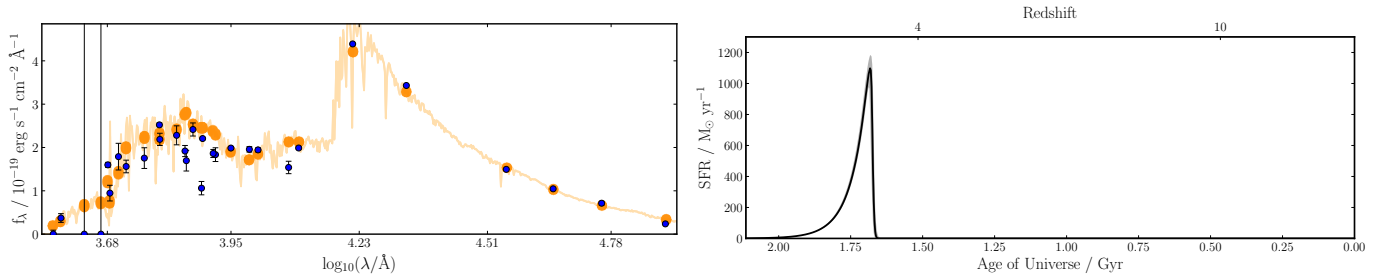 f_λ / 10⁻¹⁹ erg s⁻¹ cm⁻² Å⁻¹
4
3
2
1
0
3.68 3.95 4.23 4.51 4.78
log₁₀(λ/Å)
Redshift
4 10
SFR / M_⊙ yr⁻¹
1200
1000
800
600
400
200
0
2.00 1.75 1.50 1.25 1.00 0.75 0.50 0.25 0.00
Age of Universe / Gyr